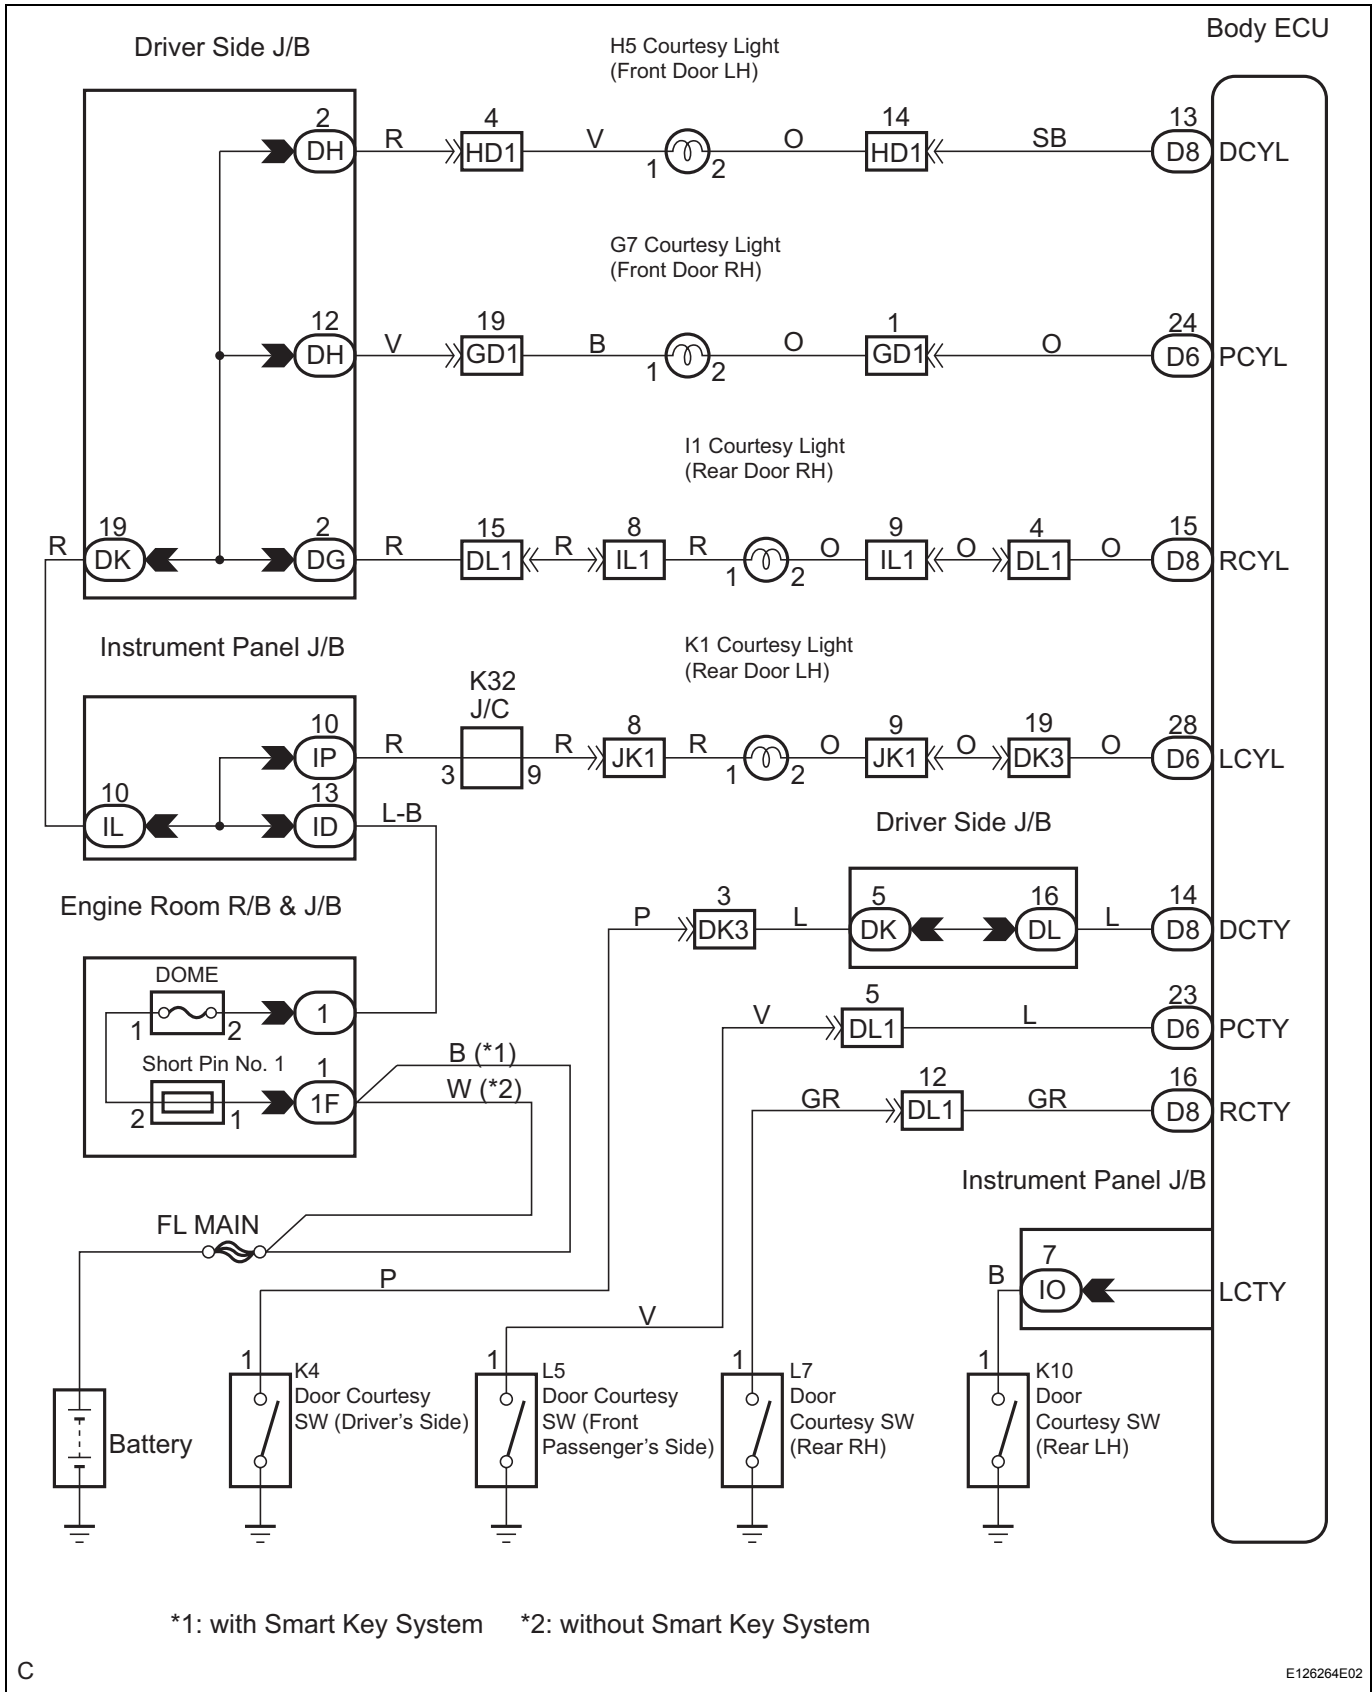 Body ECU
Driver Side J/B
H5 Courtesy Light
(Front Door LH)
2
DH
R
4
HD1
V
1
2
O
14
HD1
SB
13
D8
DCYL
G7 Courtesy Light
(Front Door RH)
12
DH
V
19
GD1
B
1
2
O
1
GD1
O
24
D6
PCYL
I1 Courtesy Light
(Rear Door RH)
R
19
DK
2
DG
R
15
DL1
R
8
IL1
R
1
2
O
9
IL1
O
4
DL1
O
15
D8
RCYL
Instrument Panel J/B
K1 Courtesy Light
(Rear Door LH)
10
IP
R
K32
J/C
3
9
R
8
JK1
R
1
2
O
9
JK1
O
19
DK3
O
28
D6
LCYL
10
IL
13
ID
L-B
Driver Side J/B
Engine Room R/B & J/B
P
3
DK3
L
5
DK
16
DL
L
14
D8
DCTY
DOME
1
2
1
V
5
DL1
L
23
D6
PCTY
Short Pin No. 1
2
1
1
1F
B (*1)
W (*2)
GR
12
DL1
GR
16
D8
RCTY
Instrument Panel J/B
FL MAIN
P
V
B
7
IO
LCTY
Battery
1
K4
Door Courtesy
SW (Driver's Side)
1
L5
Door Courtesy
SW (Front
Passenger's Side)
1
L7
Door
Courtesy SW
(Rear RH)
1
K10
Door
Courtesy SW
(Rear LH)
*1: with Smart Key System
*2: without Smart Key System
C
E126264E02